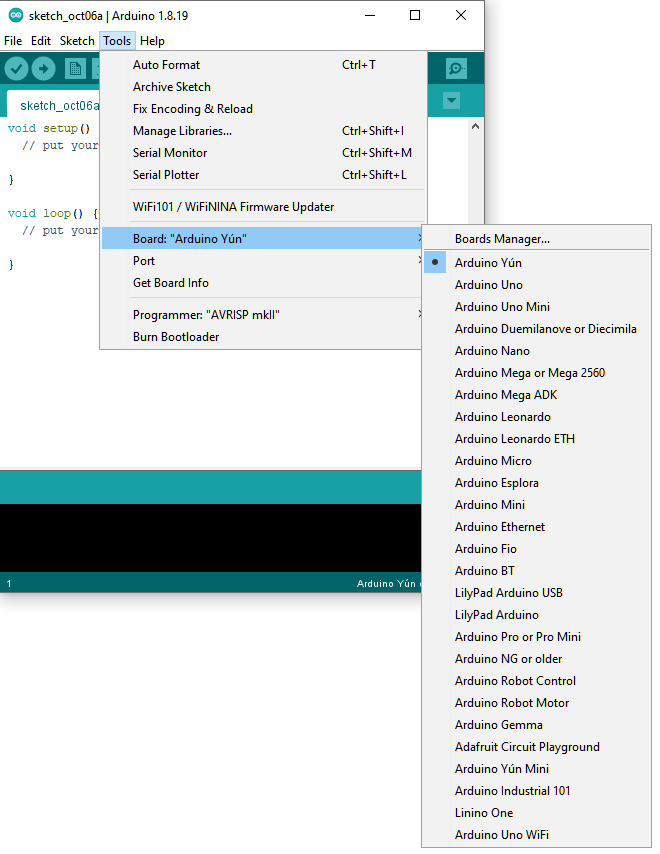 sketch_oct06a | Arduino 1.8.19
File Edit Sketch Tools Help
sketch_oct06a
void setup()
// put your
}
void loop() {
// put your
}
Auto Format Ctrl+T
Archive Sketch
Fix Encoding & Reload
Manage Libraries... Ctrl+Shift+I
Serial Monitor Ctrl+Shift+M
Serial Plotter Ctrl+Shift+L
WiFi101 / WiFiNINA Firmware Updater
Board: "Arduino Yún"
Port
Get Board Info
Programmer: "AVRISP mkII"
Burn Bootloader
Boards Manager...
Arduino Yún
Arduino Uno
Arduino Uno Mini
Arduino Duemilanove or Diecimila
Arduino Nano
Arduino Mega or Mega 2560
Arduino Mega ADK
Arduino Leonardo
Arduino Leonardo ETH
Arduino Micro
Arduino Esplora
Arduino Mini
Arduino Ethernet
Arduino Fio
Arduino BT
LilyPad Arduino USB
LilyPad Arduino
Arduino Pro or Pro Mini
Arduino NG or older
Arduino Robot Control
Arduino Robot Motor
Arduino Gemma
Adafruit Circuit Playground
Arduino Yún Mini
Arduino Industrial 101
Linino One
Arduino Uno WiFi
1 Arduino Yún